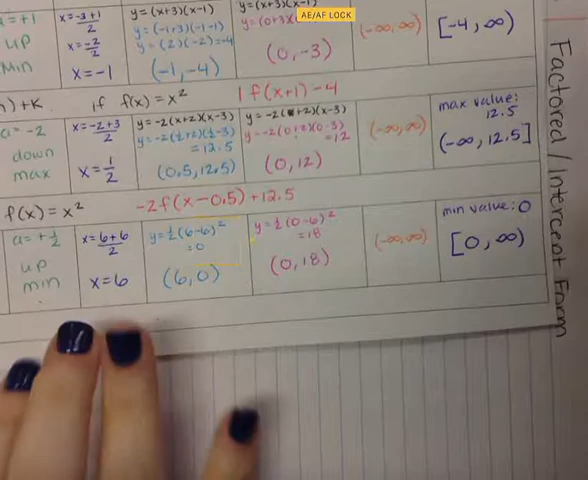 a=+1
up
Min
x=-3+1/2
x=-2/2
x=-1
y=(x+3)(x-1)
y=(-1+3)(-1-1)
y=(2)(-2)=-4
(-1,-4)
y=(x+3)(x-1)
y=(0+3)(
(0,-3)
AE/AF LOCK
(-∞,∞)
[-4,∞)
h)+K
if f(x)=x²
1f(x+1)-4
a=-2
down
max
x=-2+3/2
x=1/2
y=-2(x+2)(x-3)
y=-2(½+2)(½-3)
=12.5
(0.5,12.5)
y=-2(x+2)(x-3)
y=-2(0+2)(0-3)
=12
(0,12)
(-∞,∞)
max value:
12.5
(-∞,12.5]
f(x)=x²
-2f(x-0.5)+12.5
a=+½
up
min
x=6+6/2
x=6
y=½(6-6)²
=0
(6,0)
y=½(0-6)²
=18
(0,18)
(-∞,∞)
min value:0
[0,∞)
Factored/Intercept Form